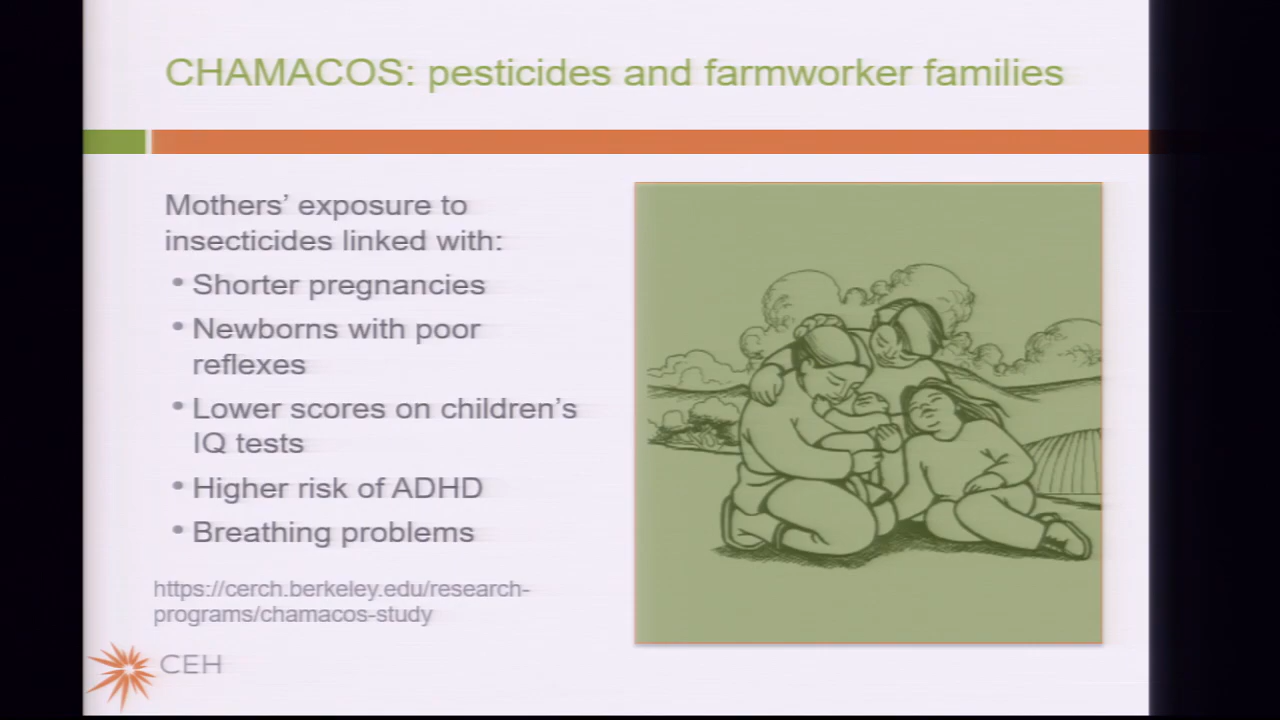 CHAMACOS: pesticides and farmworker families
Mothers’ exposure to
insecticides linked with:
• Shorter pregnancies
• Newborns with poor
reflexes
• Lower scores on children’s
IQ tests
• Higher risk of ADHD
• Breathing problems
https://cerch.berkeley.edu/research-
programs/chamacos-study
CEH